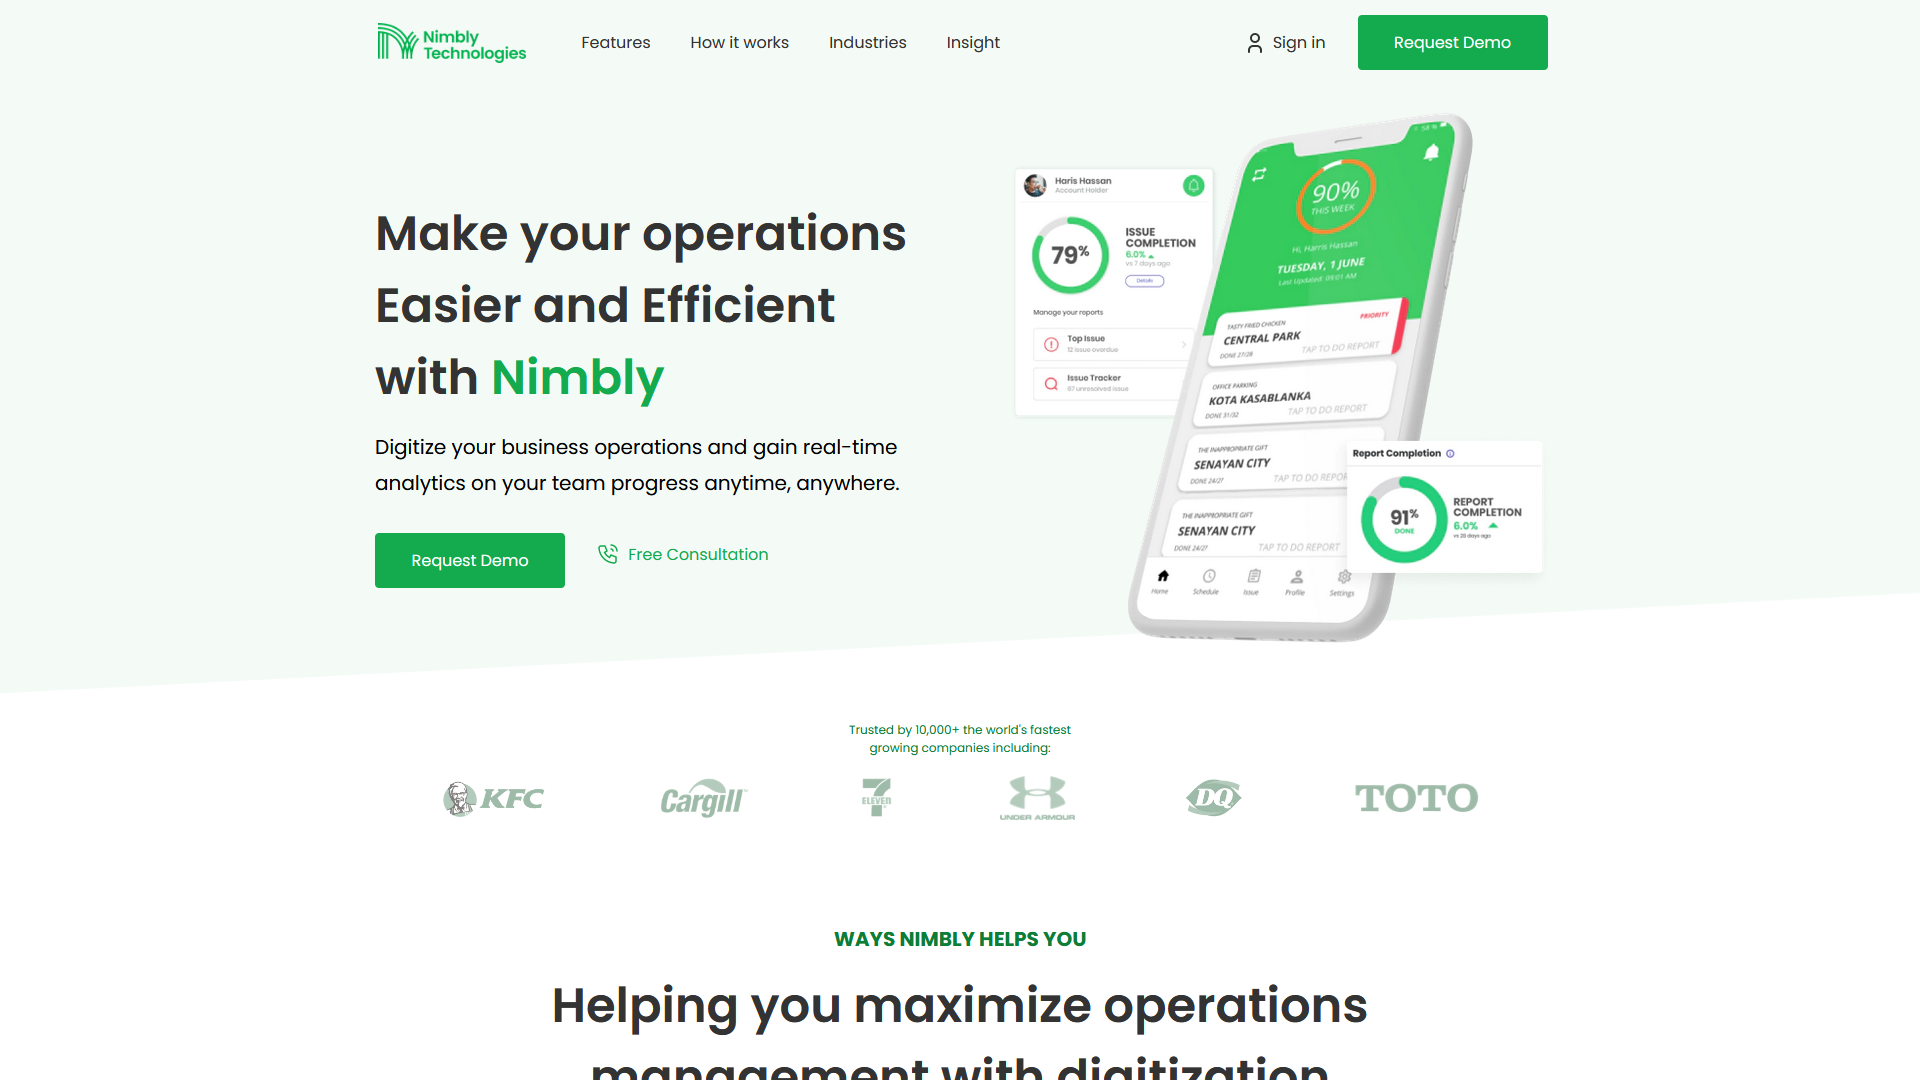 Nimbly
Technologies
Features
How it works
Industries
Insight
Sign in
Request Demo
Make your operations
Easier and Efficient
with Nimbly
Digitize your business operations and gain real-time
analytics on your team progress anytime, anywhere.
Request Demo
Free Consultation
Haris Hassan
Account Holder
79%
ISSUE
COMPLETION
6.0%
vs 7 days ago
Details
Manage your reports
Top Issue
12 issue overdue
Issue Tracker
87 unresolved issue
58 %
90%
THIS WEEK
Hi, Harris Hassan
TUESDAY, 1 JUNE
Last Updated: 09:01 AM
TASTY FRIED CHICKEN
PRIORITY
CENTRAL PARK
DONE 27/28
TAP TO DO REPORT
OFFICE PARKING
KOTA KASABLANKA
DONE 31/32
TAP TO DO REPORT
THE INAPPROPRIATE GIFT
SENAYAN CITY
DONE 24/27
TAP TO DO REPOR
THE INAPPROPRIATE GIFT
SENAYAN CITY
DONE 24/27
TAP TO DO REPORT
Home
Schedule
Issue
Profile
Settings
Report Completion
91%
DONE
REPORT
COMPLETION
6.0%
vs 28 days ago
Trusted by 10,000+ the world's fastest
growing companies including:
KFC
Cargill
7
ELEVEN
UNDER ARMOUR
DQ
TOTO
WAYS NIMBLY HELPS YOU
Helping you maximize operations
management with digitization